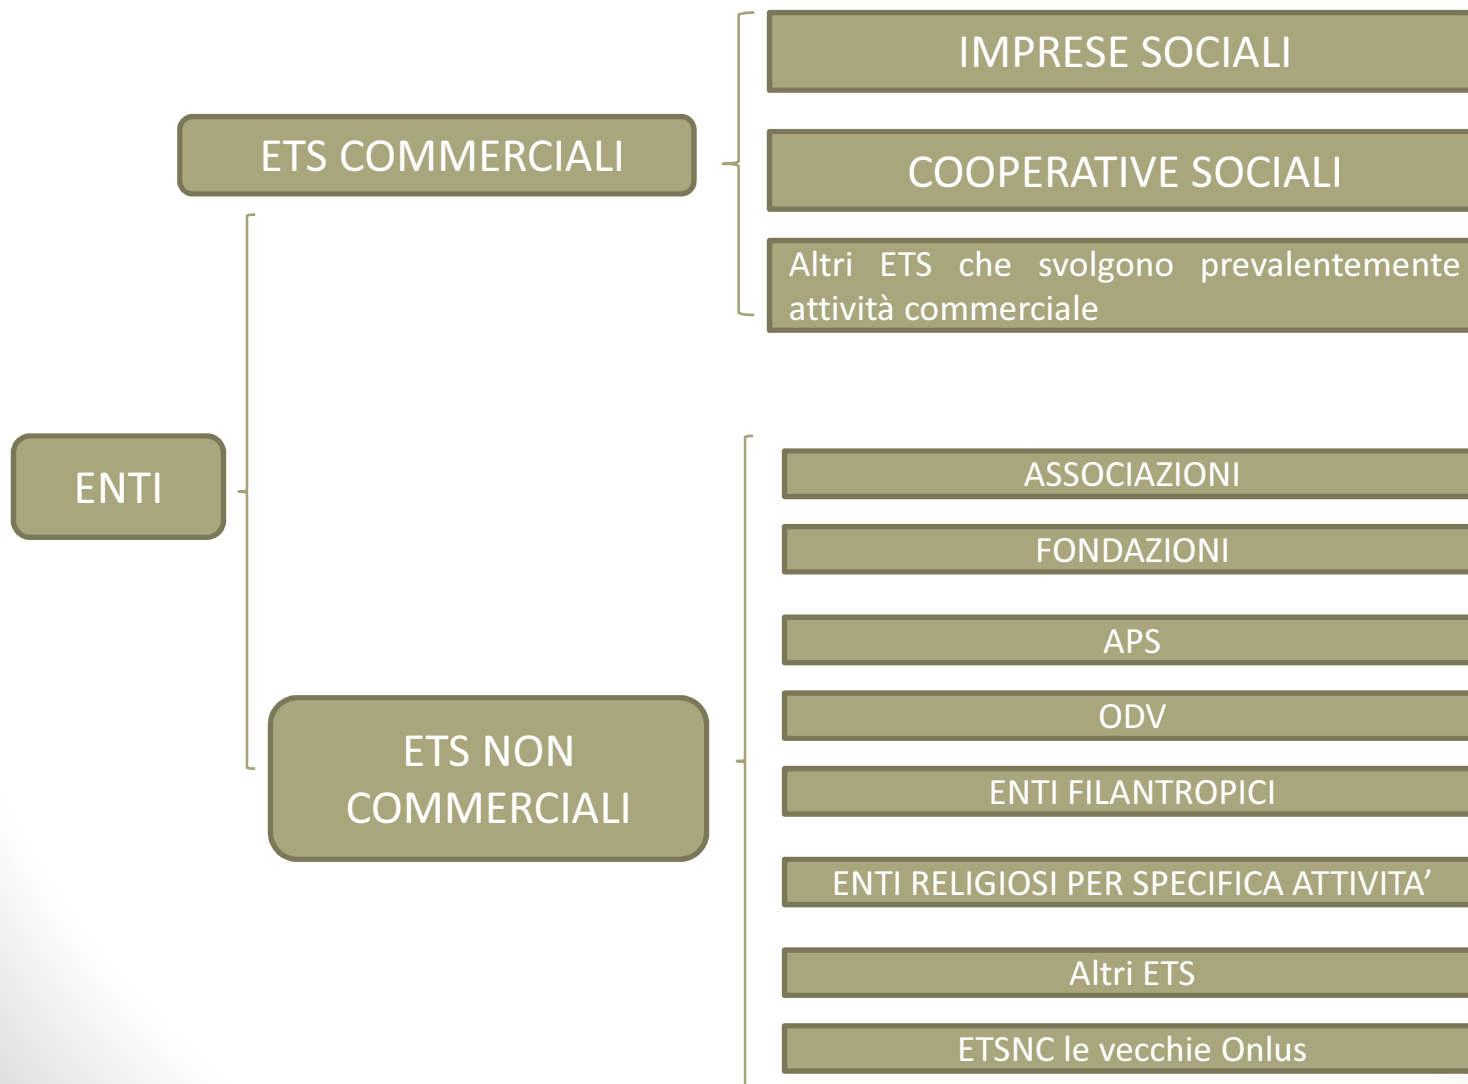 IMPRESE SOCIALI
ETS COMMERCIALI
COOPERATIVE SOCIALI
Altri ETS che svolgono prevalentemente
attività commerciale
ENTI
ASSOCIAZIONI
FONDAZIONI
APS
ODV
ETS NON
COMMERCIALI
ENTI FILANTROPICI
ENTI RELIGIOSI PER SPECIFICA ATTIVITA’
Altri ETS
ETSNC le vecchie Onlus